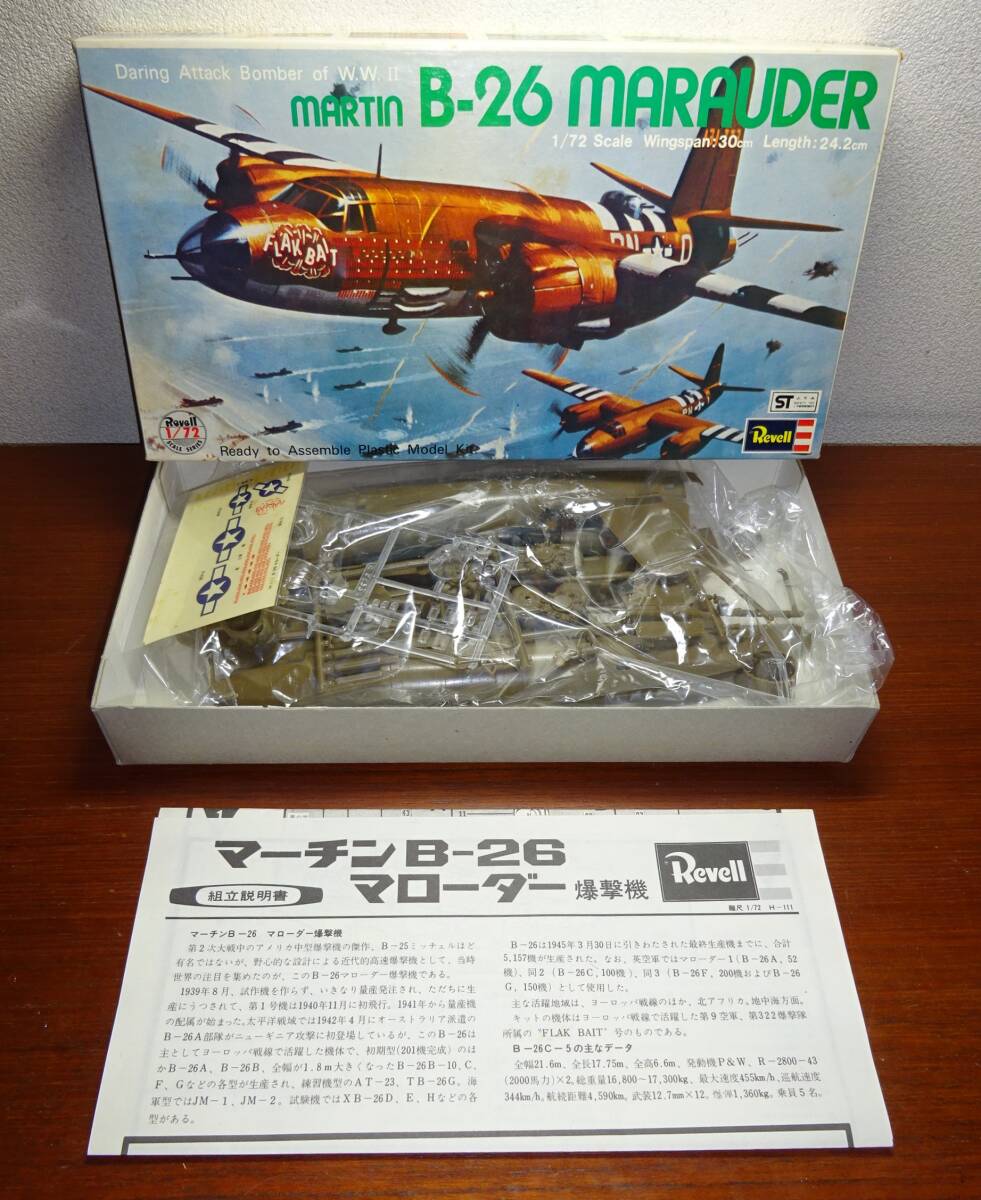 Daring Attack Bomber of W.W. II
MARTIN B-26 MARAUDER
1/72 Scale Wingspan:30cm Length:24.2cm
FLAK BAIT
ST
Revell
1/72
SCALE SERIES
Ready to Assemble Plastic Model Kit
Revell
マーチンB-26
マローダー爆撃機
組立説明書
Revell
縮尺 1/72 H-111
マーチンB-26 マローダー爆撃機
第2次大戦中のアメリカ中型爆撃機の傑作、B-25ミッチェルほど
有名ではないが、野心的な設計による近代的高速爆撃機として、当時
世界の注目を集めたのが、このB-26マローダー爆撃機である。
1939年8月、試作機を作らず、いきなり量産発注され、ただちに生
産にうつされて、第1号機は1940年11月に初飛行。1941年から量産機
の配属が始まった。太平洋戦域では1942年4月にオーストラリア派遣の
B-26A部隊がニューギニア攻撃に初登場しているが、このB-26は
主としてヨーロッパ戦線で活躍した機体で、初期型(201機完成)のほ
かB-26A、B-26B、全幅が1.8m大きくなったB-26B-10、C、
F、Gなどの各型が生産され、練習機型のAT-23、TB-26G。海
軍型ではJM-1、JM-2。試験機ではXB-26D、E、Hなどの各
型がある。
B-26は1945年3月30日に引きわたされた最終生産機までに、合計
5,157機が生産された。なお、英空軍ではマローダー1(B-26A、52
機)、同2(B-26C、100機)、同3(B-26F、200機およびB-26
G、150機)として使用した。
主な活躍地域は、ヨーロッパ戦線のほか、北アフリカ。地中海方面。
キットの機体はヨーロッパ戦線で活躍した第9空軍、第322爆撃隊
所属の"FLAK BAIT"号のものである。
B-26C-5の主なデータ
全幅21.6m、全長17.75m、全高6.6m、発動機P&W、R-2800-43
(2000馬力)×2、総重量16,800~17,300kg、最大速度455km/h、巡航速度
344km/h。航続距離4,590km。武装12.7mm×12。爆弾1,360kg。乗員5名。